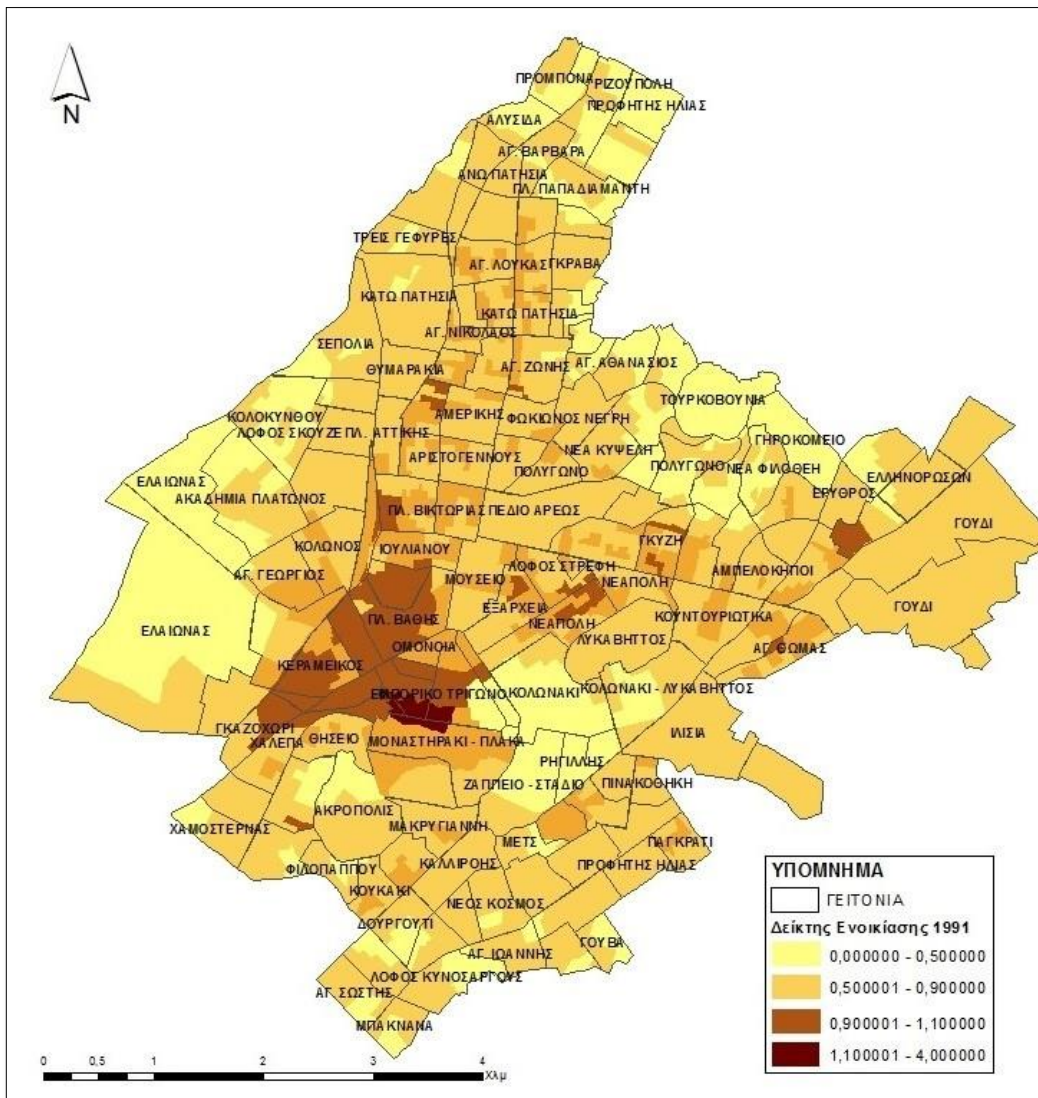 N
ΠΡΟΜΠΟΝΑ
ΡΙΖΟΥΠΟΛΗ
ΠΡΟΦΗΤΗΣ ΗΛΙΑΣ
ΑΛΥΣΙΔΑ
ΑΓ. ΒΑΡΒΑΡΑ
ΑΝΩ ΠΑΤΗΣΙΑ
ΠΛ. ΠΑΠΑΔΙΑΜΑΝΤΗ
ΤΡΕΙΣ ΓΕΦΥΡΕΣ
ΑΓ. ΛΟΥΚΑΣ
ΓΚΡΑΒΑ
ΚΑΤΩ ΠΑΤΗΣΙΑ
ΚΑΤΩ ΠΑΤΗΣΙΑ
ΑΓ. ΝΙΚΟΛΑΟΣ
ΣΕΠΟΛΙΑ
ΘΥΜΑΡΑΚΙΑ
ΑΓ. ΖΩΝΗΣ
ΑΓ. ΑΘΑΝΑΣΙΟΣ
ΤΟΥΡΚΟΒΟΥΝΙΑ
ΚΟΛΟΚΥΝΘΟΥ
ΑΜΕΡΙΚΗΣ
ΦΩΚΙΩΝΟΣ ΝΕΓΡΗ
ΛΟΦΟΣ ΣΚΟΥΖΕ
ΠΛ. ΑΤΤΙΚΗΣ
ΓΗΡΟΚΟΜΕΙΟ
ΝΕΑ ΚΥΨΕΛΗ
ΑΡΙΣΤΟΓΕΝΝΟΥΣ
ΠΟΛΥΓΩΝΟ
ΠΟΛΥΓΩΝΟ
ΝΕΑ ΦΙΛΟΘΕΗ
ΕΛΛΗΝΟΡΩΣΩΝ
ΕΛΑΙΩΝΑΣ
ΑΚΑΔΗΜΙΑ ΠΛΑΤΩΝΟΣ
ΕΡΥΘΡΟΣ
ΠΛ. ΒΙΚΤΩΡΙΑΣ
ΠΕΔΙΟ ΑΡΕΩΣ
ΓΟΥΔΙ
ΚΟΛΩΝΟΣ
ΙΟΥΛΙΑΝΟΥ
ΓΚΥΖΗ
ΛΟΦΟΣ ΣΤΡΕΦΗ
ΑΓ. ΓΕΩΡΓΙΟΣ
ΜΟΥΣΕΙΟ
ΝΕΑΠΟΛΗ
ΑΜΠΕΛΟΚΗΠΟΙ
ΓΟΥΔΙ
ΕΞΑΡΧΕΙΑ
ΠΛ. ΒΑΘΗΣ
ΝΕΑΠΟΛΗ
ΚΟΥΝΤΟΥΡΙΩΤΙΚΑ
ΕΛΑΙΩΝΑΣ
ΛΥΚΑΒΗΤΤΟΣ
ΟΜΟΝΟΙΑ
ΑΓ. ΘΩΜΑΣ
ΚΕΡΑΜΕΙΚΟΣ
ΕΜΠΟΡΙΚΟ ΤΡΙΓΩΝΟ
ΚΟΛΩΝΑΚΙ
ΚΟΛΩΝΑΚΙ - ΛΥΚΑΒΗΤΤΟΣ
ΓΚΑΖΟΧΩΡΙ
ΧΑΛΕΠΑ
ΘΗΣΕΙΟ
ΜΟΝΑΣΤΗΡΑΚΙ - ΠΛΑΚΑ
ΙΛΙΣΙΑ
ΡΗΓΙΛΛΗΣ
ΖΑΠΠΕΙΟ - ΣΤΑΔΙΟ
ΠΙΝΑΚΟΘΗΚΗ
ΑΚΡΟΠΟΛΙΣ
ΧΑΜΟΣΤΕΡΝΑΣ
ΜΑΚΡΥΓΙΑΝΝΗ
ΜΕΤΣ
ΠΑΓΚΡΑΤΙ
ΚΑΛΛΙΡΟΗΣ
ΠΡΟΦΗΤΗΣ ΗΛΙΑΣ
ΦΙΛΟΠΑΠΠΟΥ
ΚΟΥΚΑΚΙ
ΝΕΟΣ ΚΟΣΜΟΣ
ΔΟΥΡΓΟΥΤΙ
ΓΟΥΒΑ
ΑΓ. ΙΩΑΝΝΗΣ
ΛΟΦΟΣ ΚΥΝΟΣΑΡΓΟΥΣ
ΑΓ. ΣΩΣΤΗΣ
ΜΠΑΚΝΑΝΑ
ΥΠΟΜΝΗΜΑ
ΓΕΙΤΟΝΙΑ
Δείκτης Ενοικίασης 1991
0,000000 - 0,500000
0,500001 - 0,900000
0,900001 - 1,100000
1,100001 - 4,000000
0 0,5 1 2 3 4
Χλμ